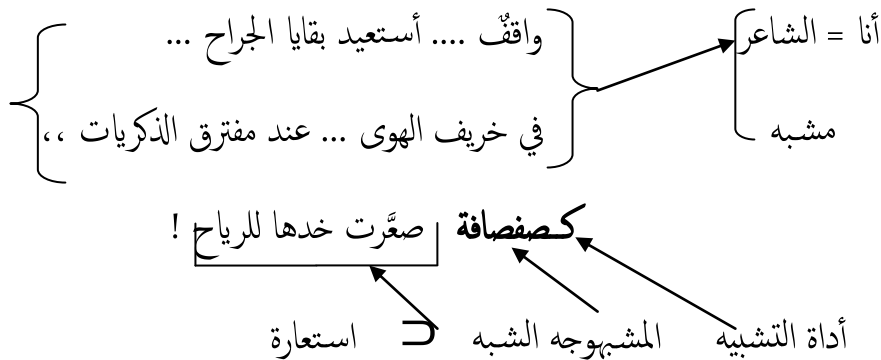 أنا = الشاعر واقفٌ .... أستعيد بقايا الجراح ...
مشبه في خريف الهوى ... عند مفترق الذكريات ،،
كـصفصافة صعَّرت خدها للرياح !
أداة التشبيه المشبهوجه الشبه ⊃ استعارة